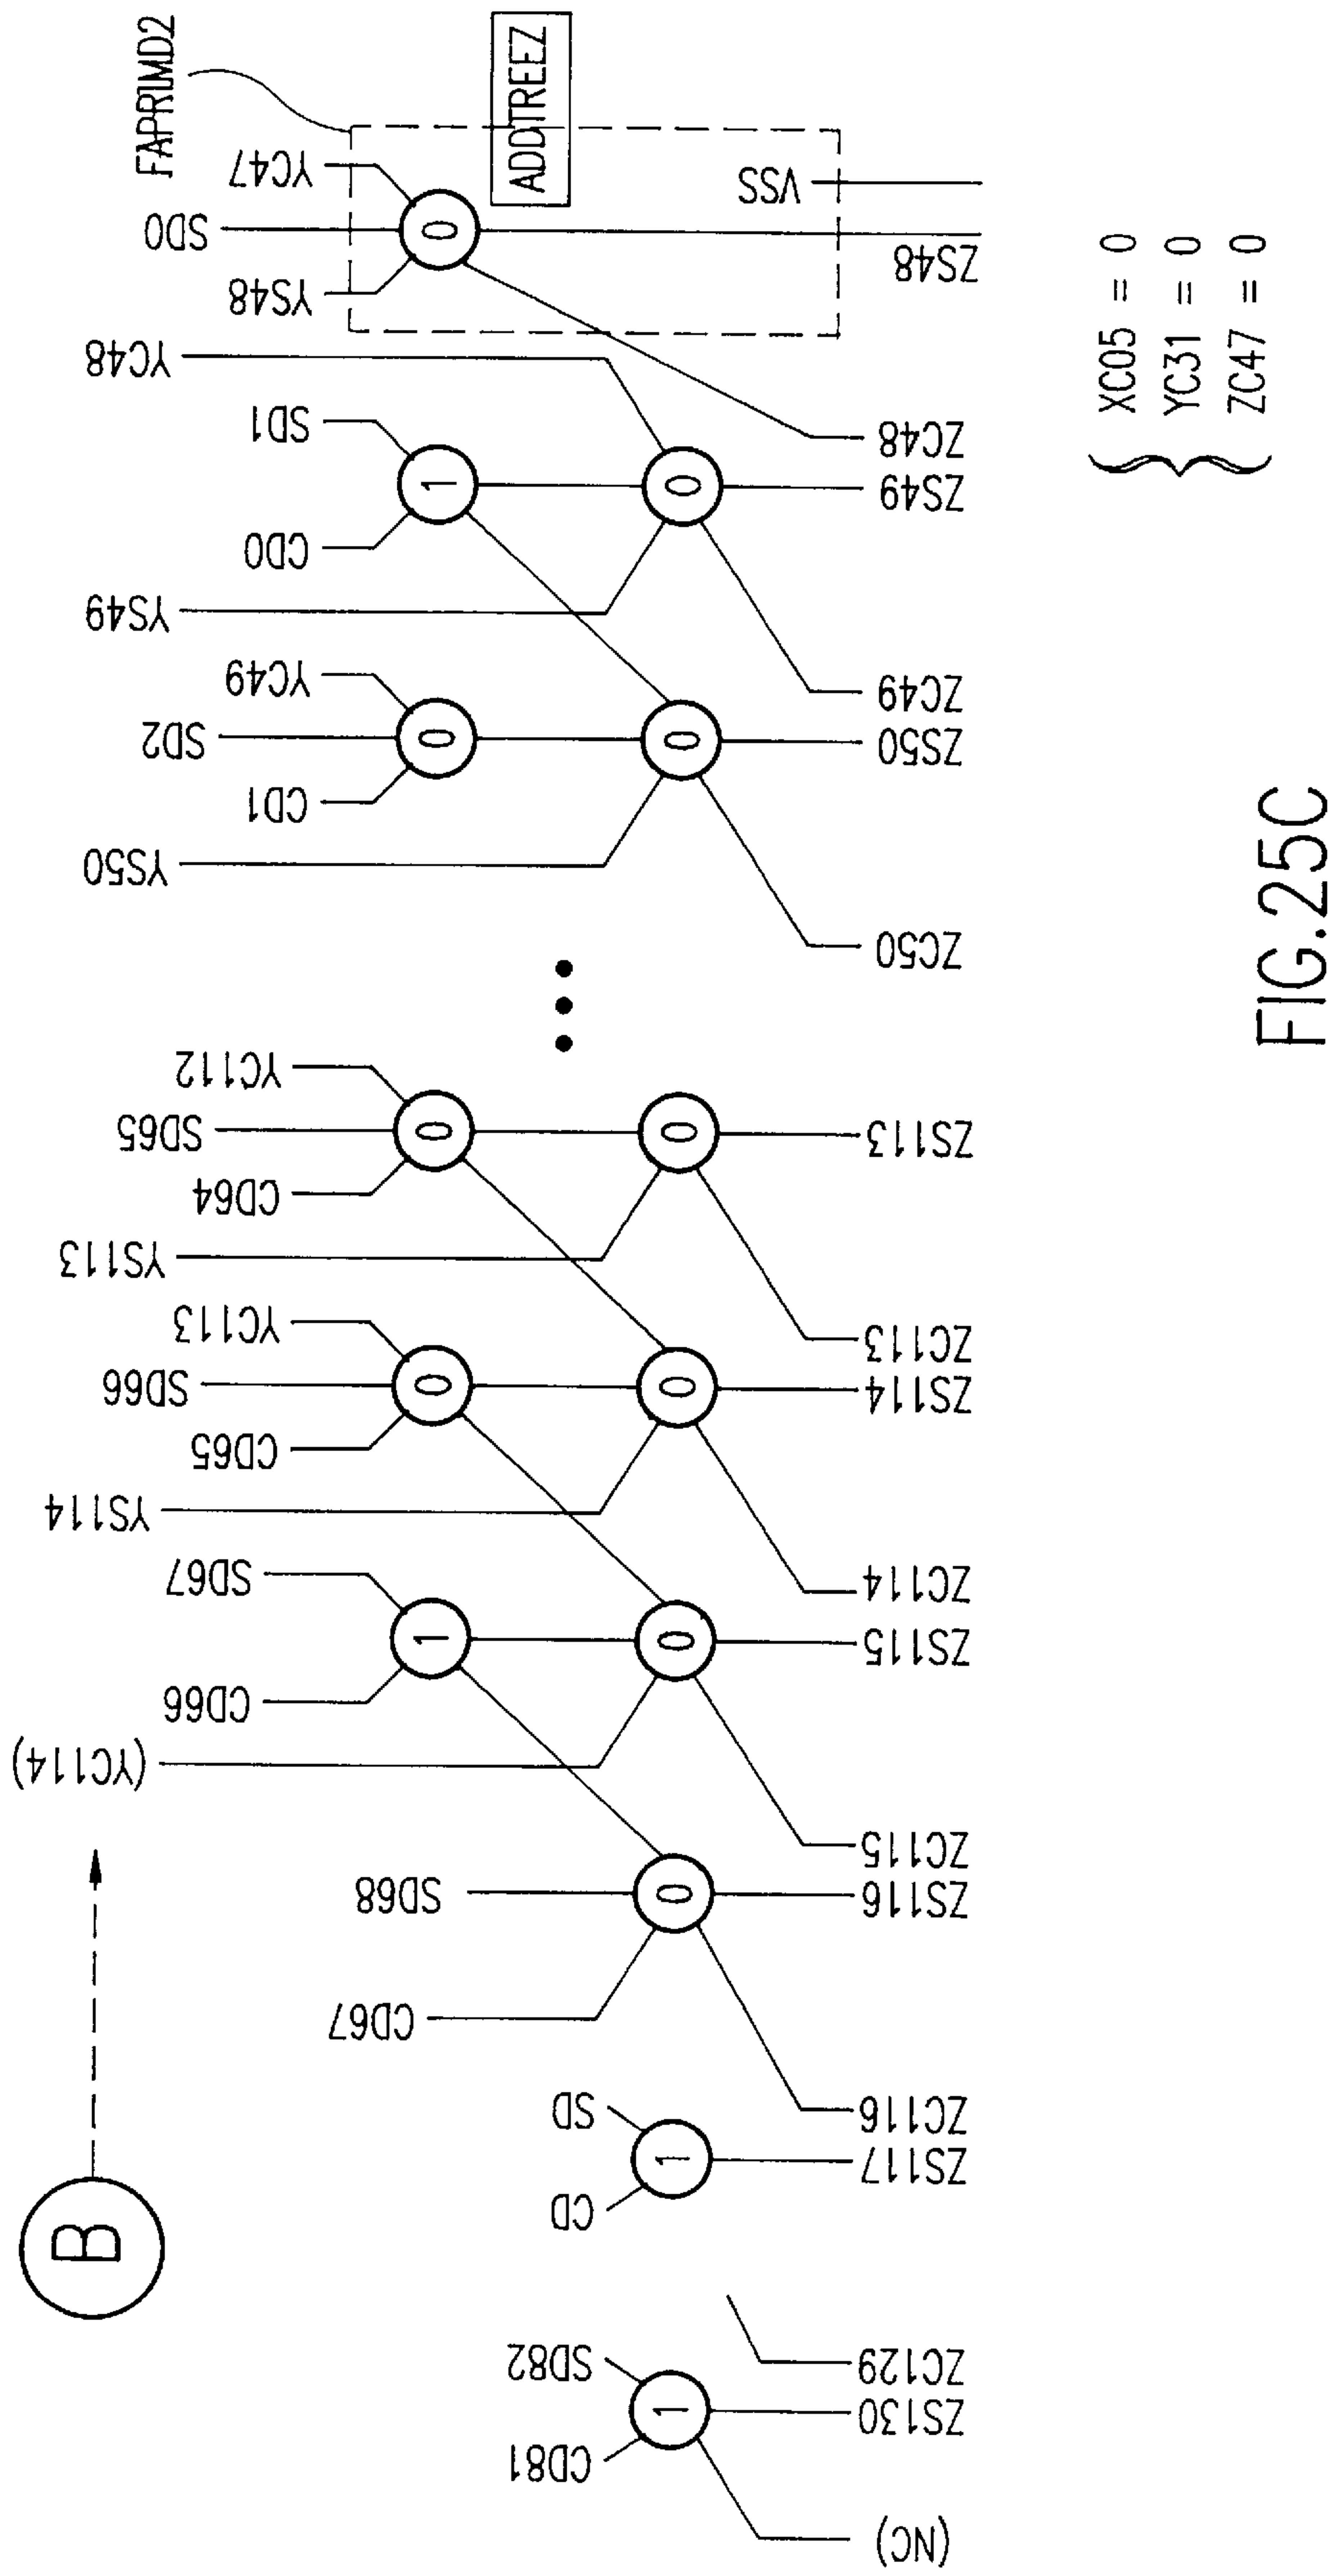 FAPRIMD2
ADDTREEZ
SD0
YC47
YS48
VSS
ZS48
YC48
SD1
CD0
YS49
ZC48
ZS49
SD2
YC49
CD1
YS50
ZC49
ZS50
ZC50
YC112
SD65
CD64
YS113
ZS113
YC113
SD66
CD65
YS114
ZC113
ZS114
SD67
CD66
(YC114)
ZC114
ZS115
SD68
CD67
ZC115
ZS116
SD
CD
ZC116
ZS117
SD82
CD81
ZC129
ZS130
(NC)
B
0
1
0
0
0
0
0
0
0
1
0
0
1
1
XC05 = 0
YC31 = 0
ZC47 = 0
FIG.25C